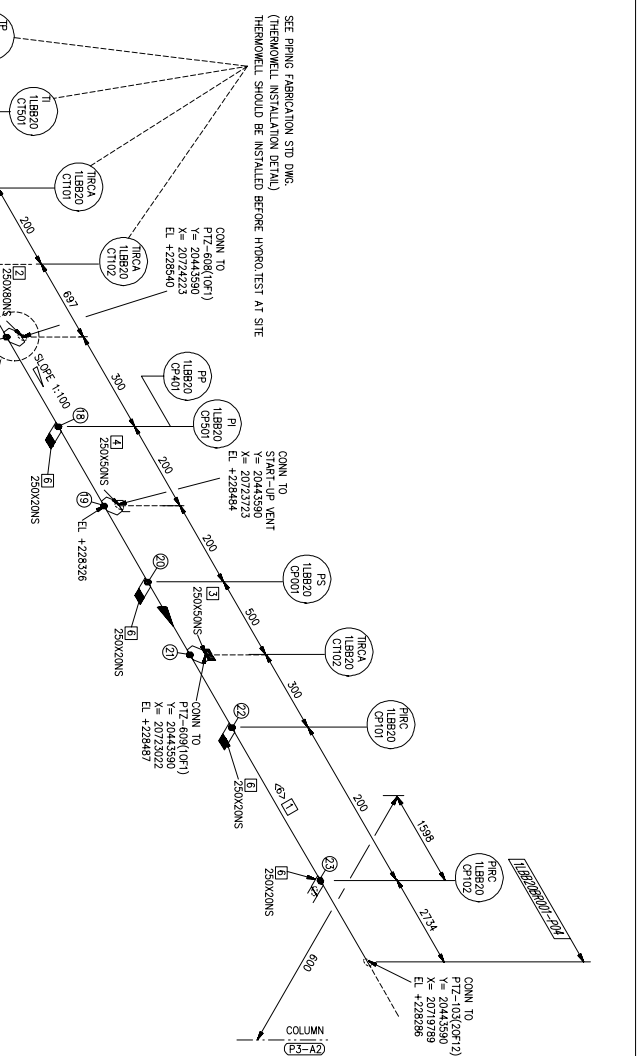 SEE PIPING FABRICATION STD DWG.
(THERMOWELL INSTALLATION DETAIL)
THERMOWELL SHOULD BE INSTALLED BEFORE HYDRO.TEST AT SITE
TP
TI
1LBB20
CT501
TIRCA
1LBB20
CT101
TIRCA
1LBB20
CT102
CONN TO
PTZ-608(1OF1)
Y= 20443590
X= 20724223
EL +228540
PP
1LBB20
CP401
PI
1LBB20
CP501
CONN TO
START-UP VENT
Y= 20443590
X= 20723723
EL +228484
PS
1LBB20
CP001
TIRCA
1LBB20
CT102
PIRC
1LBB20
CP101
PIRC
1LBB20
CP102
1LBB20BR001-P04
200
697
300
200
200
500
300
200
2734
1598
600
2
250X80NS
SLOPE 1:100
18
6
250X20NS
4
250X50NS
19
EL +228326
20
6
250X20NS
3
250X50NS
21
CONN TO
PTZ-609(1OF1)
Y= 20443590
X= 20723022
EL +228487
22
6
250X20NS
<6> 1
23
6
250X20NS
CONN TO
PTZ-103(2OF12)
Y= 20443590
X= 20719789
EL +228286
COLUMN
P3-A2